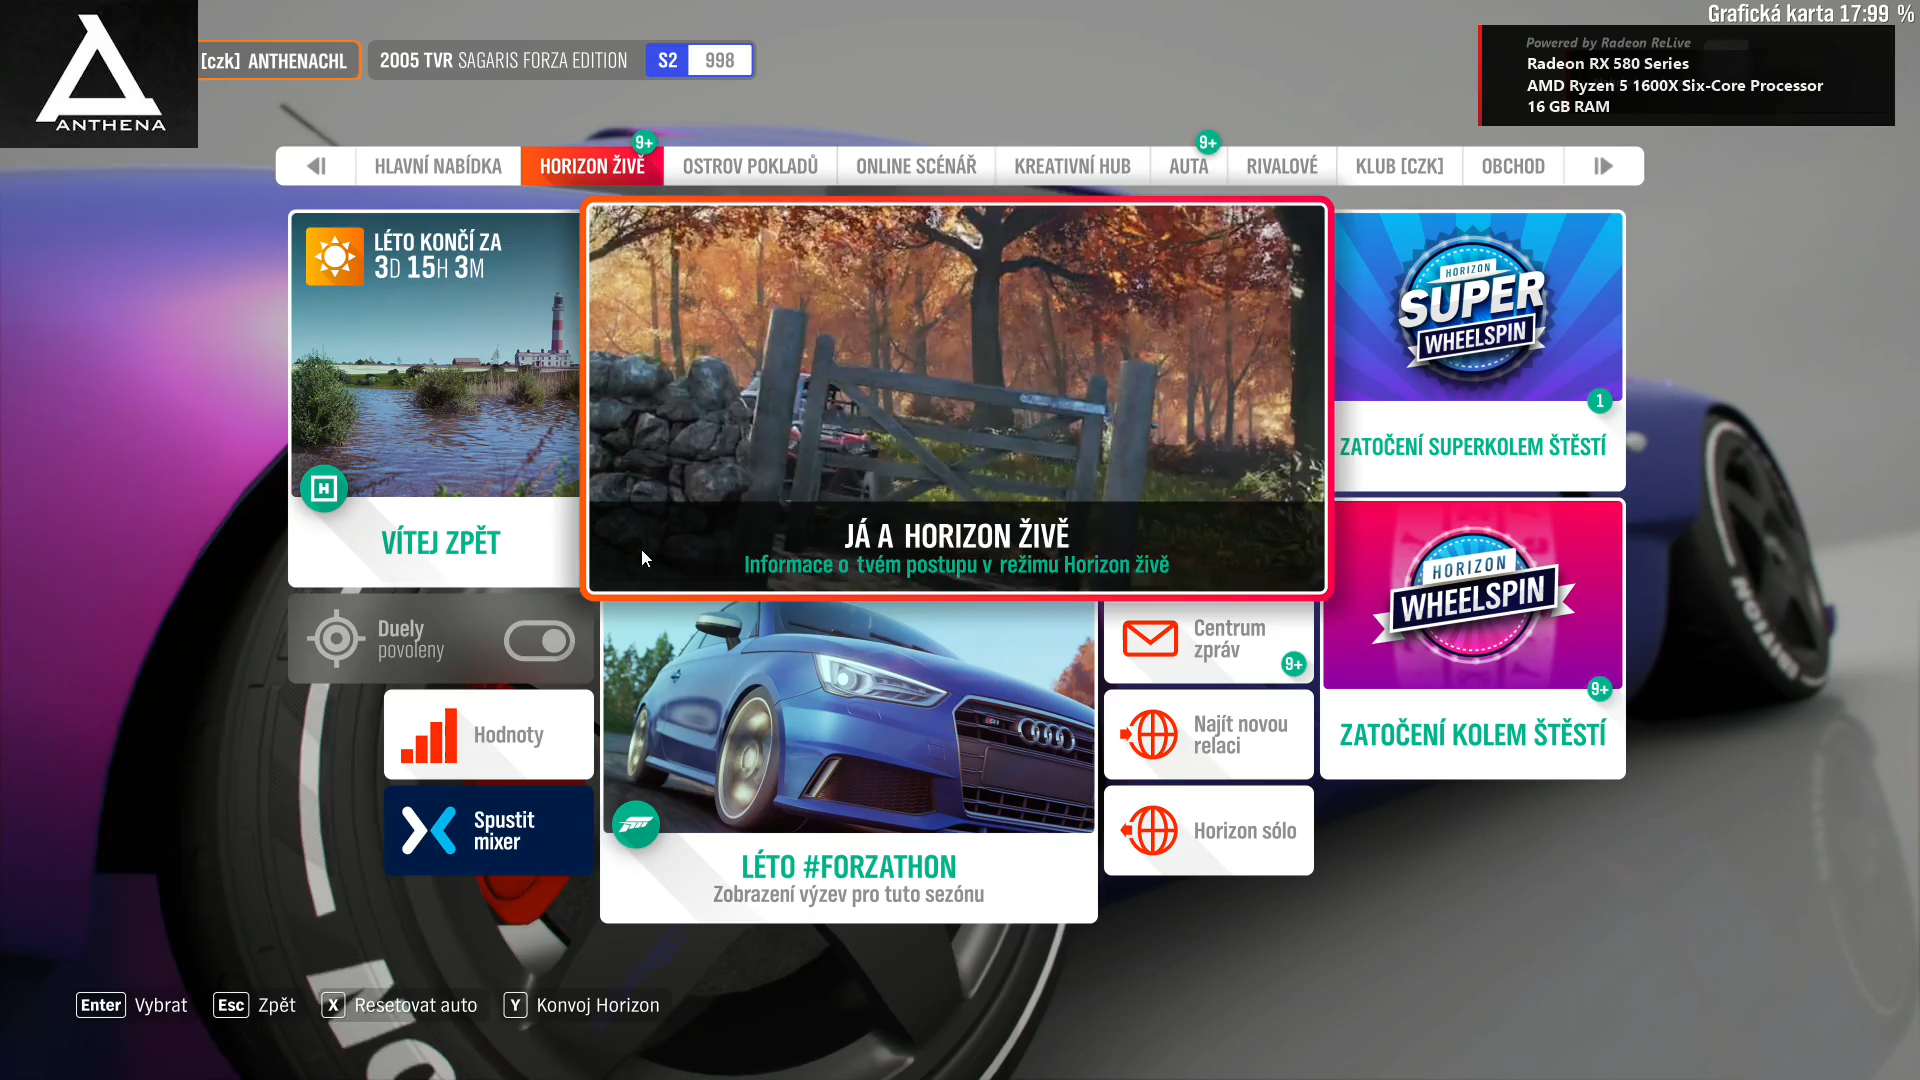 Grafická karta 17:99 %
Powered by Radeon ReLive
Radeon RX 580 Series
AMD Ryzen 5 1600X Six-Core Processor
16 GB RAM
ANTHENA
[czk] ANTHENACHL
2005 TVR SAGARIS FORZA EDITION
S2 998
HLAVNÍ NABÍDKA
HORIZON ŽIVĚ
9+
OSTROV POKLADŮ
ONLINE SCÉNÁŘ
KREATIVNÍ HUB
AUTA
9+
RIVALOVÉ
KLUB [CZK]
OBCHOD
LÉTO KONČÍ ZA
3D 15H 3M
H
VÍTEJ ZPĚT
JÁ A HORIZON ŽIVĚ
Informace o tvém postupu v režimu Horizon živě
HORIZON
SUPER
WHEELSPIN
1
ZATOČENÍ SUPERKOLEM ŠTĚSTÍ
HORIZON
WHEELSPIN
9+
ZATOČENÍ KOLEM ŠTĚSTÍ
Duely
povoleny
Hodnoty
Spustit
mixer
LÉTO #FORZATHON
Zobrazení výzev pro tuto sezónu
Centrum
zpráv
9+
Najít novou
relaci
Horizon sólo
Enter Vybrat
Esc Zpět
X Resetovat auto
Y Konvoj Horizon